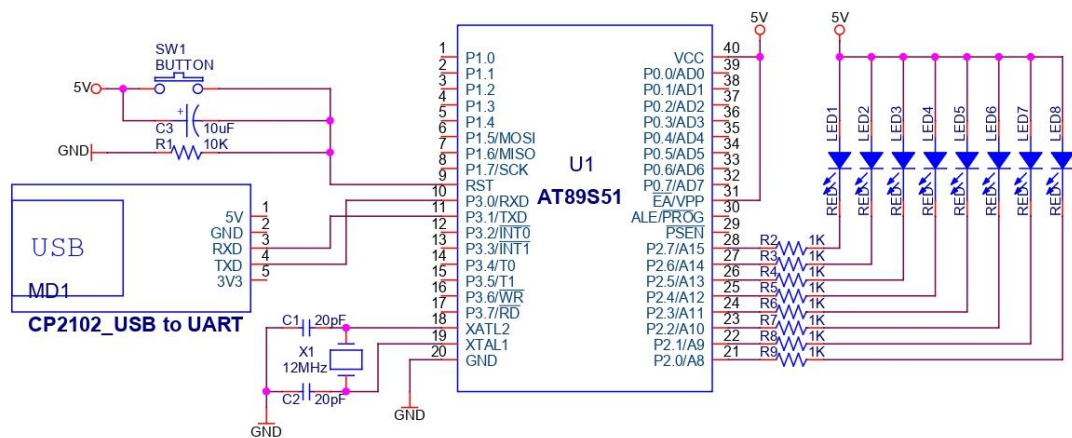 SW1
BUTTON
5V
C3
10uF
R1
10K
GND
USB
MD1
5V 1
GND 2
RXD 3
TXD 4
3V3 5
CP2102_USB to UART
C1
20pF
X1
12MHz
C2
20pF
GND
GND
1 P1.0
2 P1.1
3 P1.2
4 P1.3
5 P1.4
6 P1.5/MOSI
7 P1.6/MISO
8 P1.7/SCK
9 RST
10 P3.0/RXD
11 P3.1/TXD
12 P3.2/INT0
13 P3.3/INT1
14 P3.4/T0
15 P3.5/T1
16 P3.6/WR
17 P3.7/RD
18 XATL2
19 XTAL1
20 GND
U1
AT89S51
VCC 40
P0.0/AD0 39
P0.1/AD1 38
P0.2/AD2 37
P0.3/AD3 36
P0.4/AD4 35
P0.5/AD5 34
P0.6/AD6 33
P0.7/AD7 32
EA/VPP 31
ALE/PROG 30
PSEN 29
P2.7/A15 28
P2.6/A14 27
P2.5/A13 26
P2.4/A12 25
P2.3/A11 24
P2.2/A10 23
P2.1/A9 22
P2.0/A8 21
5V
5V
R2 1K
R3 1K
R4 1K
R5 1K
R6 1K
R7 1K
R8 1K
R9 1K
LED1
RED
LED2
RED
LED3
RED
LED4
RED
LED5
RED
LED6
RED
LED7
RED
LED8
RED